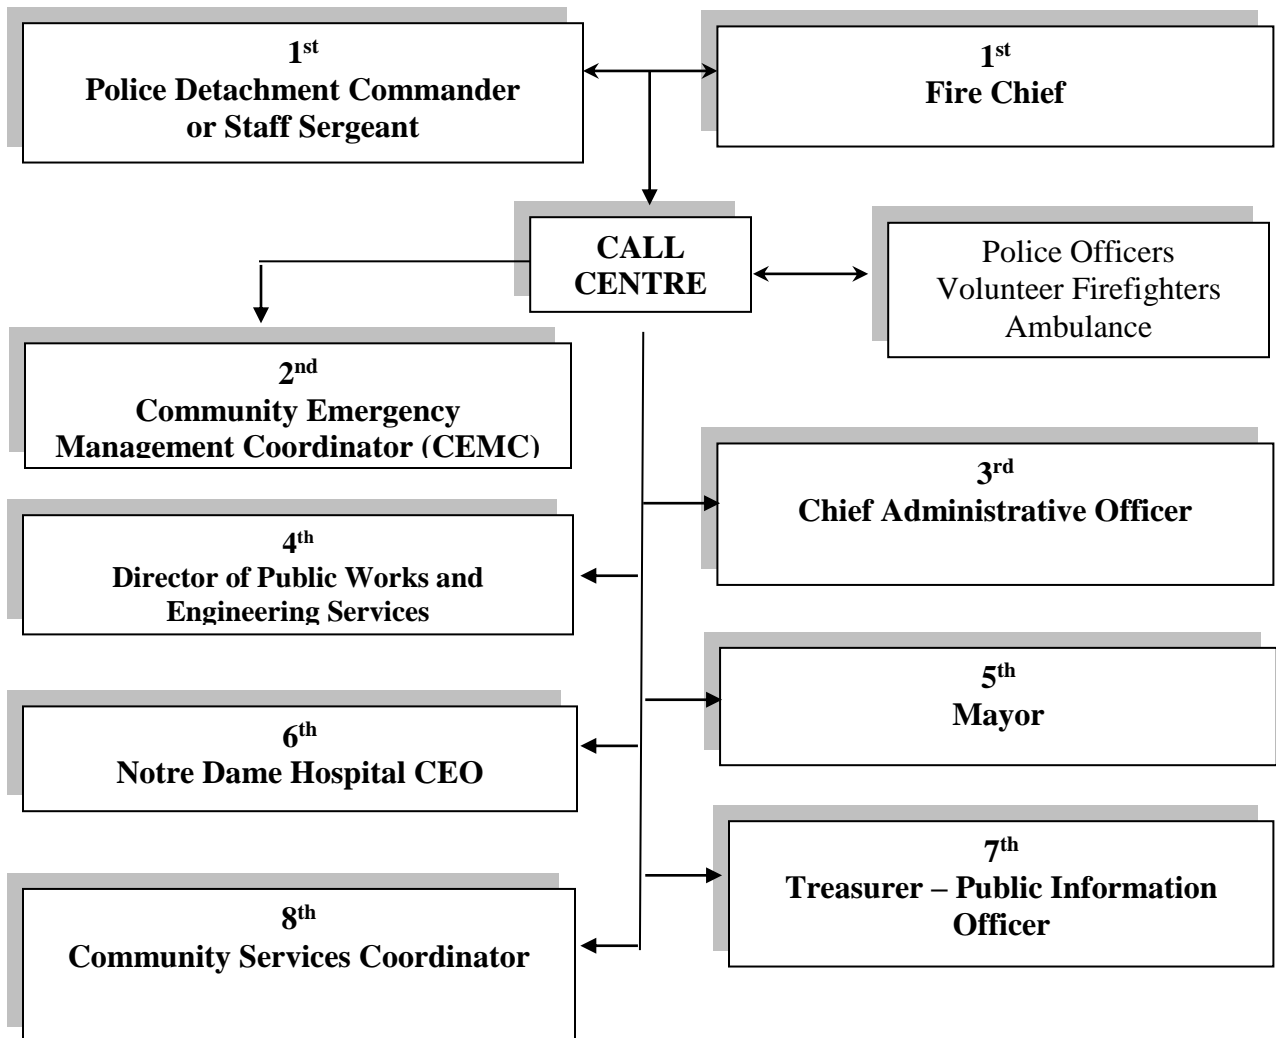 1st
Police Detachment Commander
or Staff Sergeant
1st
Fire Chief
CALL
CENTRE
Police Officers
Volunteer Firefighters
Ambulance
2nd
Community Emergency
Management Coordinator (CEMC)
3rd
Chief Administrative Officer
4th
Director of Public Works and
Engineering Services
5th
Mayor
6th
Notre Dame Hospital CEO
7th
Treasurer – Public Information
Officer
8th
Community Services Coordinator